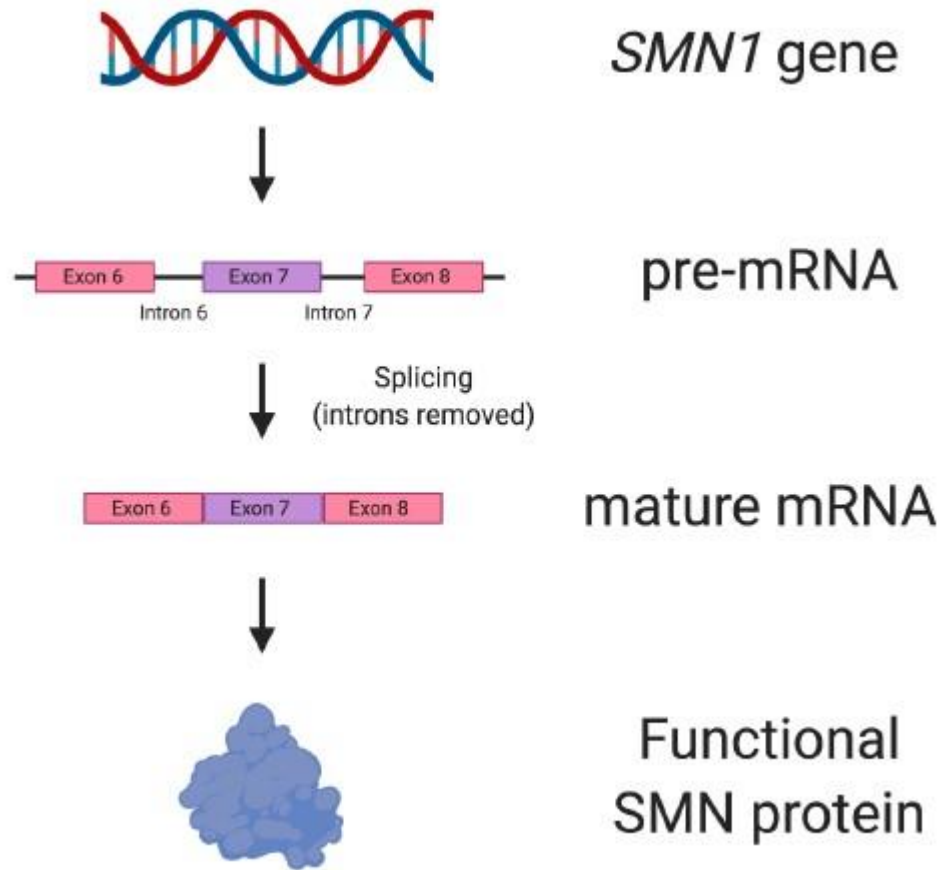 SMN1 gene
Exon 6 Exon 7 Exon 8
pre-mRNA
Intron 6 Intron 7
Splicing
(introns removed)
Exon 6 Exon 7 Exon 8
mature mRNA
Functional
SMN protein